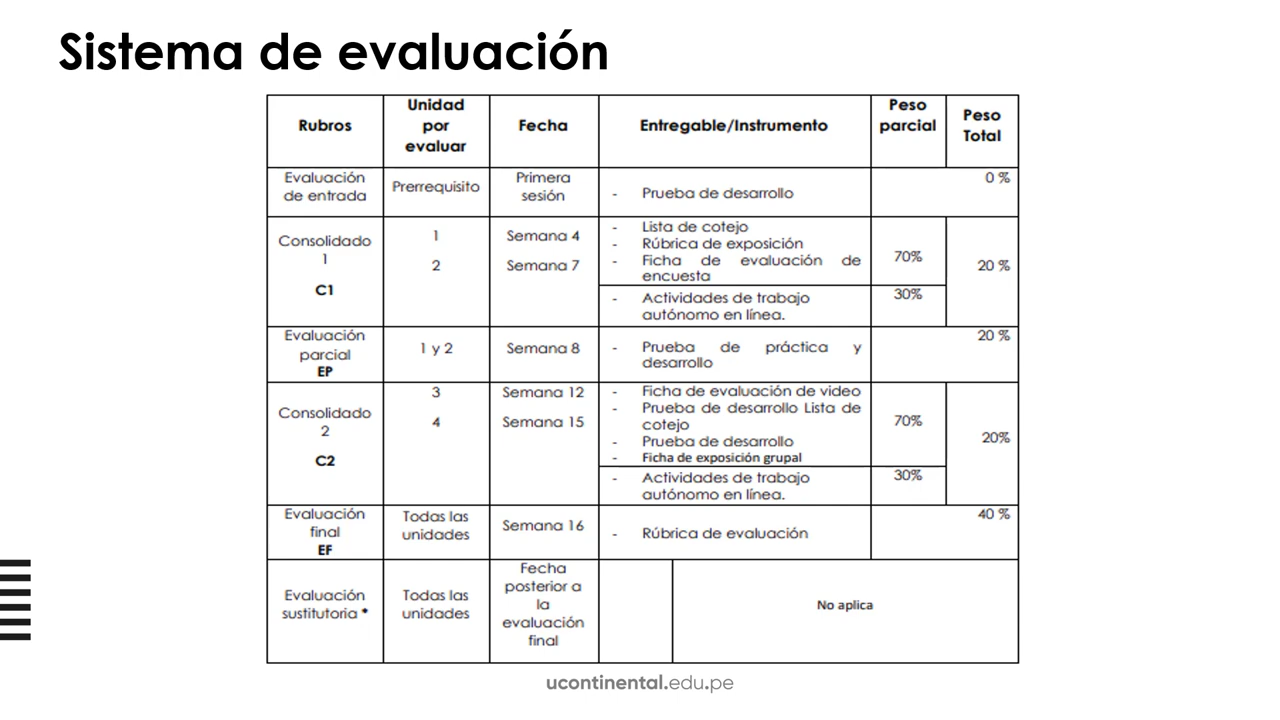 Sistema de evaluación
Rubros
Unidad
por
evaluar
Fecha
Entregable/Instrumento
Peso
parcial
Peso
Total
Evaluación
de entrada
Prerrequisito
Primera
sesión
- Prueba de desarrollo
0 %
Consolidado
1
C1
1
2
Semana 4
Semana 7
- Lista de cotejo
- Rúbrica de exposición
- Ficha de evaluación de
encuesta
70%
20 %
- Actividades de trabajo
autónomo en línea.
30%
Evaluación
parcial
EP
1 y 2
Semana 8
- Prueba de práctica y
desarrollo
20 %
Consolidado
2
C2
3
4
Semana 12
Semana 15
- Ficha de evaluación de video
- Prueba de desarrollo Lista de
cotejo
- Prueba de desarrollo
- Ficha de exposición grupal
70%
20%
- Actividades de trabajo
autónomo en línea.
30%
Evaluación
final
EF
Todas las
unidades
Semana 16
- Rúbrica de evaluación
40 %
Evaluación
sustitutoria *
Todas las
unidades
Fecha
posterior a
la
evaluación
final
No aplica
ucontinental.edu.pe